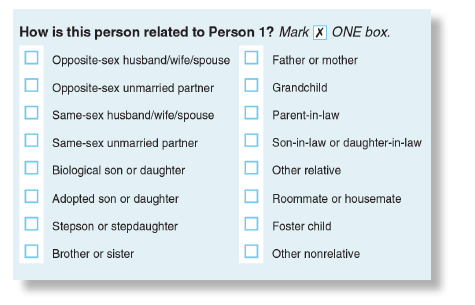 How is this person related to Person 1? Mark X ONE box.
Opposite-sex husband/wife/spouse
Opposite-sex unmarried partner
Same-sex husband/wife/spouse
Same-sex unmarried partner
Biological son or daughter
Adopted son or daughter
Stepson or stepdaughter
Brother or sister
Father or mother
Grandchild
Parent-in-law
Son-in-law or daughter-in-law
Other relative
Roommate or housemate
Foster child
Other nonrelative